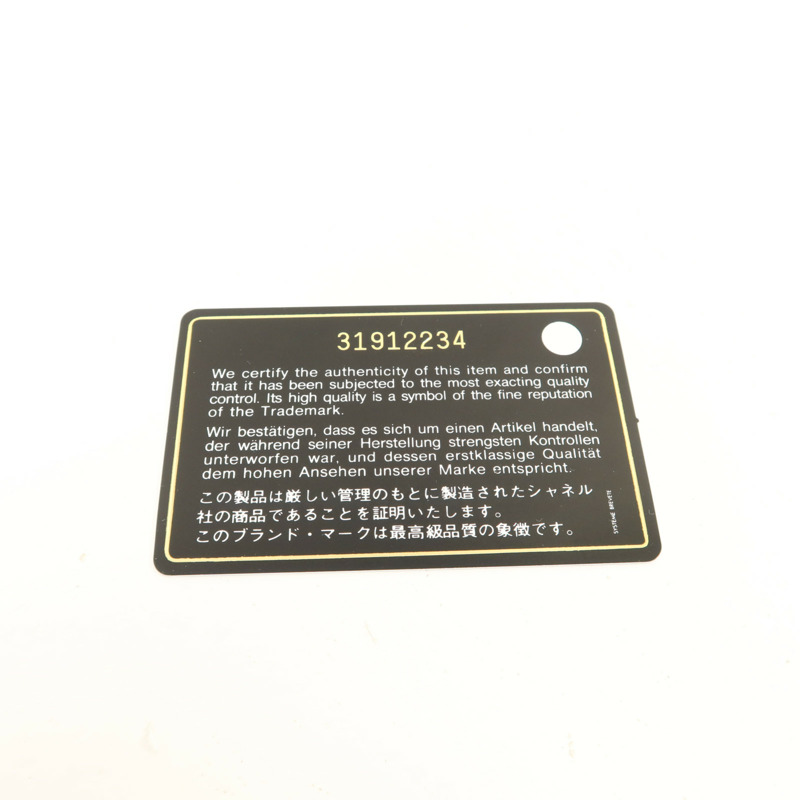 31912234
We certify the authenticity of this item and confirm
that it has been subjected to the most exacting quality
control. Its high quality is a symbol of the fine reputation
of the Trademark.
Wir bestätigen, dass es sich um einen Artikel handelt,
der während seiner Herstellung strengsten Kontrollen
unterworfen war, und dessen erstklassige Qualität
dem hohen Ansehen unserer Marke entspricht.
この製品は厳しい管理のもとに製造されたシャネル
社の商品であることを証明いたします。
このブランド・マークは最高級品質の象徴です。
SYSTEME BREVETE